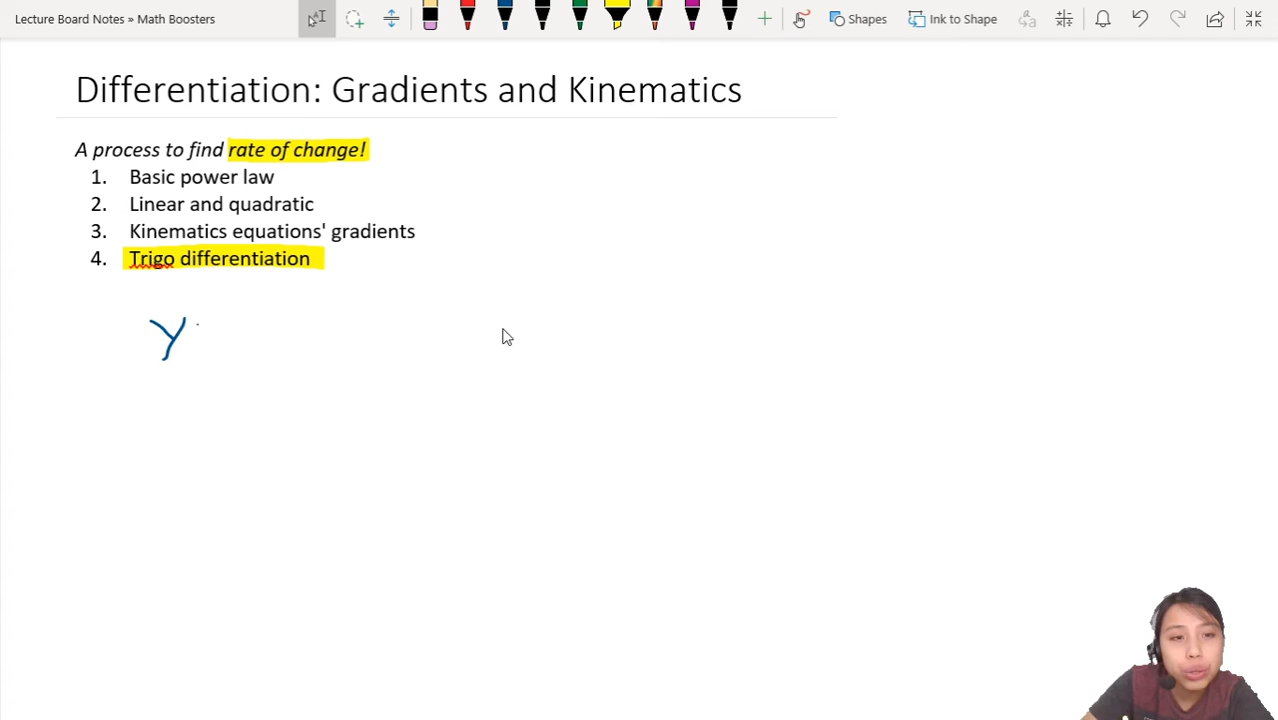 Lecture Board Notes » Math Boosters
Shapes
Ink to Shape
Differentiation: Gradients and Kinematics
A process to find rate of change!
1. Basic power law
2. Linear and quadratic
3. Kinematics equations' gradients
4. Trigo differentiation
y